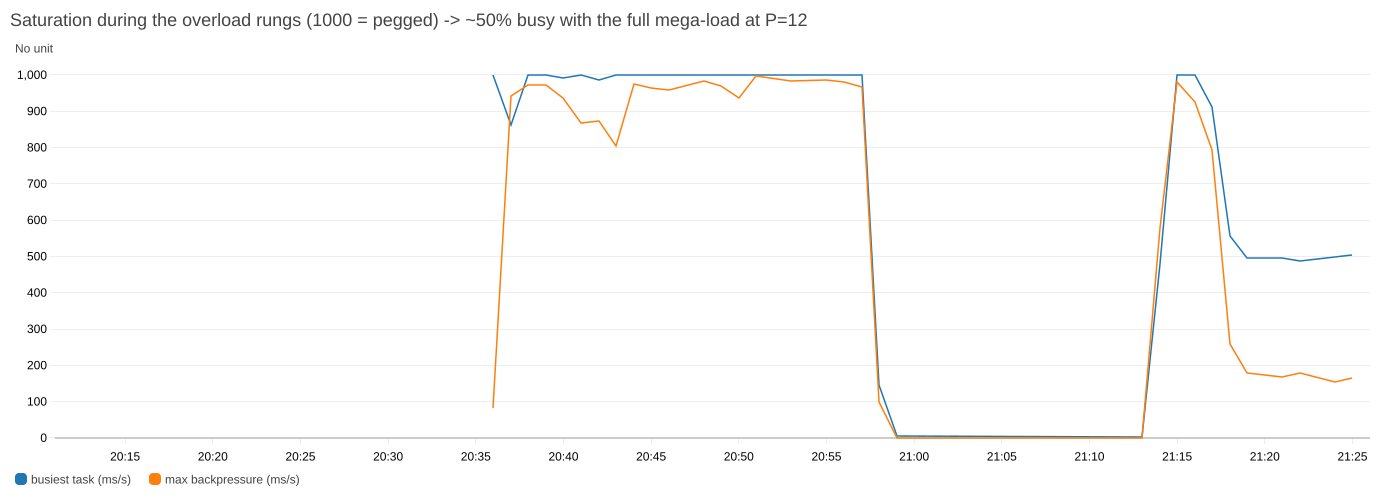 Saturation during the overload rungs (1000 = pegged) -> ~50% busy with the full mega-load at P=12
No unit
1,000
900
800
700
600
500
400
300
200
100
0
20:15 20:20 20:25 20:30 20:35 20:40 20:45 20:50 20:55 21:00 21:05 21:10 21:15 21:20 21:25
busiest task (ms/s) max backpressure (ms/s)